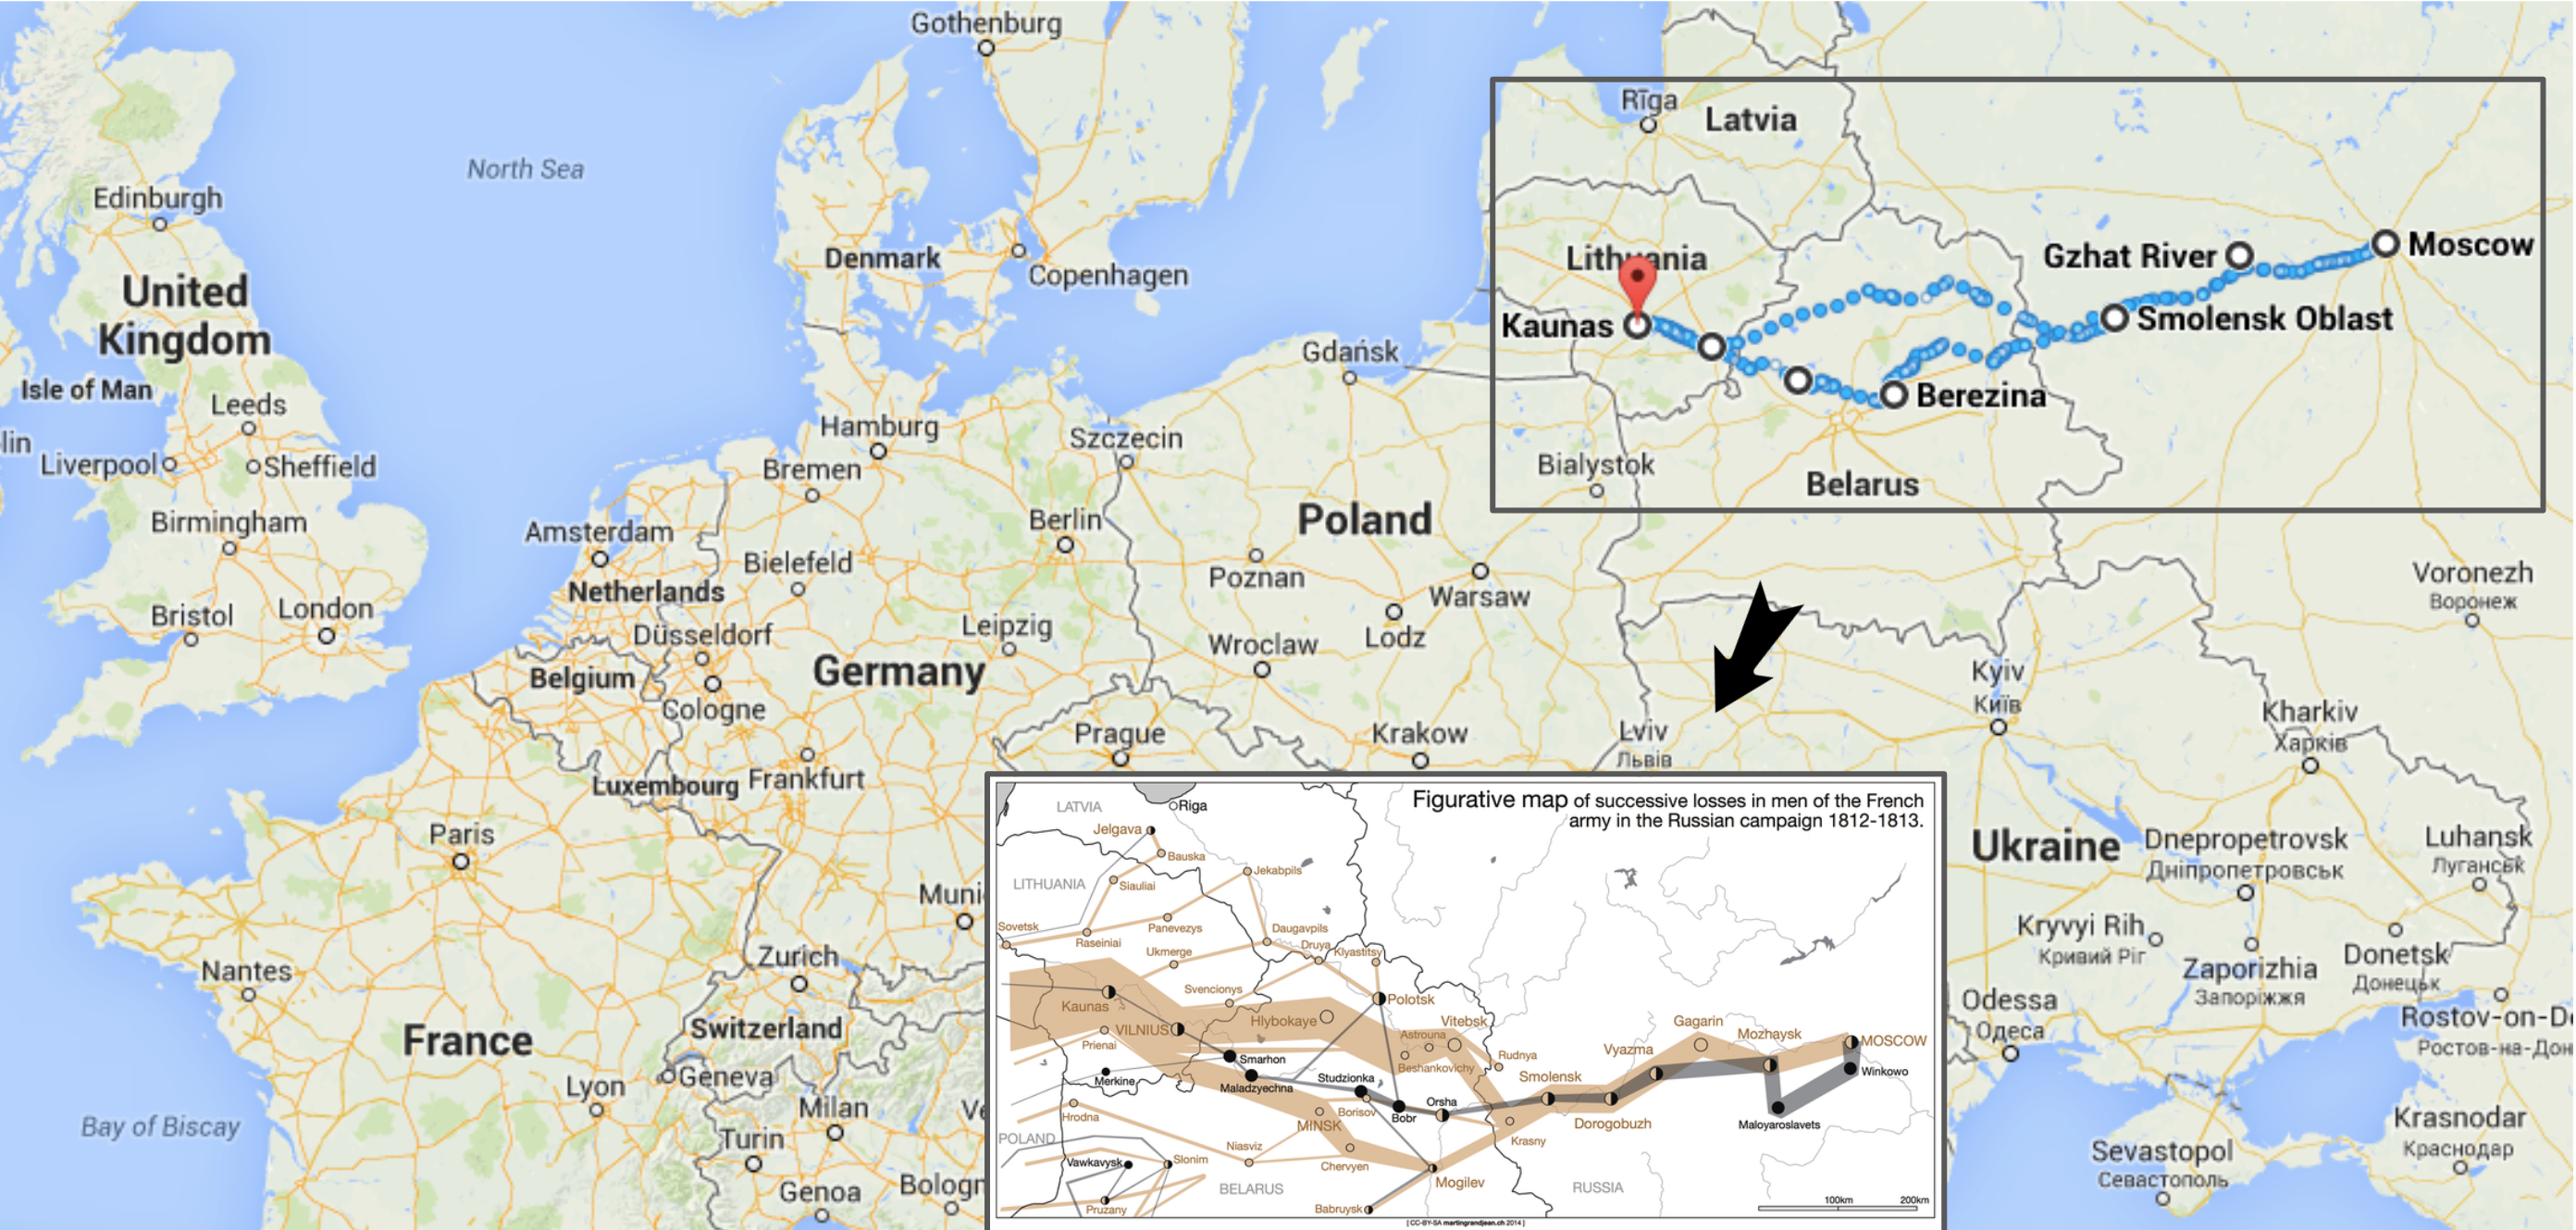 Gothenburg
North Sea
Edinburgh
Denmark
Copenhagen
United
Kingdom
Isle of Man
Leeds
lin
Liverpool
Sheffield
Birmingham
Bristol
London
Hamburg
Bremen
Amsterdam
Netherlands
Bielefeld
Düsseldorf
Belgium
Cologne
Luxembourg
Frankfurt
Germany
Leipzig
Berlin
Szczecin
Gdańsk
Poland
Poznan
Warsaw
Lodz
Wroclaw
Prague
Krakow
Paris
Nantes
France
Zurich
Switzerland
Geneva
Lyon
Milan
Turin
Genoa
Bologn
Muni
Ve
Bay of Biscay
Rīga
Latvia
Lithuania
Kaunas
Gzhat River
Moscow
Smolensk Oblast
Berezina
Bialystok
Belarus
Lviv
Львів
Kyiv
Київ
Voronezh
Воронеж
Kharkiv
Харків
Ukraine
Dnepropetrovsk
Дніпропетровськ
Luhansk
Луганськ
Kryvyi Rih
Кривий Ріг
Zaporizhia
Запоріжжя
Donetsk
Донецьк
Odessa
Одеса
Rostov-on-D
Ростов-на-Дон
Krasnodar
Краснодар
Sevastopol
Севастополь
Figurative map of successive losses in men of the French
army in the Russian campaign 1812-1813.
LATVIA
Riga
Jelgava
Bauska
LITHUANIA
Siauliai
Jekabpils
Sovetsk
Raseiniai
Panevezys
Daugavpils
Ukmerge
Druya
Klyastitsy
Svencionys
Kaunas
VILNIUS
Hlybokaye
Polotsk
Prienai
Astrouna
Vitebsk
Beshankovichy
Rudnya
Gagarin
Mozhaysk
MOSCOW
Vyazma
Winkowo
Smarhon
Merkine
Maladzyechna
Studzionka
Smolensk
Orsha
Hrodna
Borisov
Bobr
MINSK
Dorogobuzh
Maloyaroslavets
Krasny
POLAND
Niasviz
Vawkavysk
Slonim
Chervyen
Mogilev
BELARUS
RUSSIA
Pruzany
Babruysk
100km
200km
[ CC-BY-SA martingrandjean.ch 2014 ]